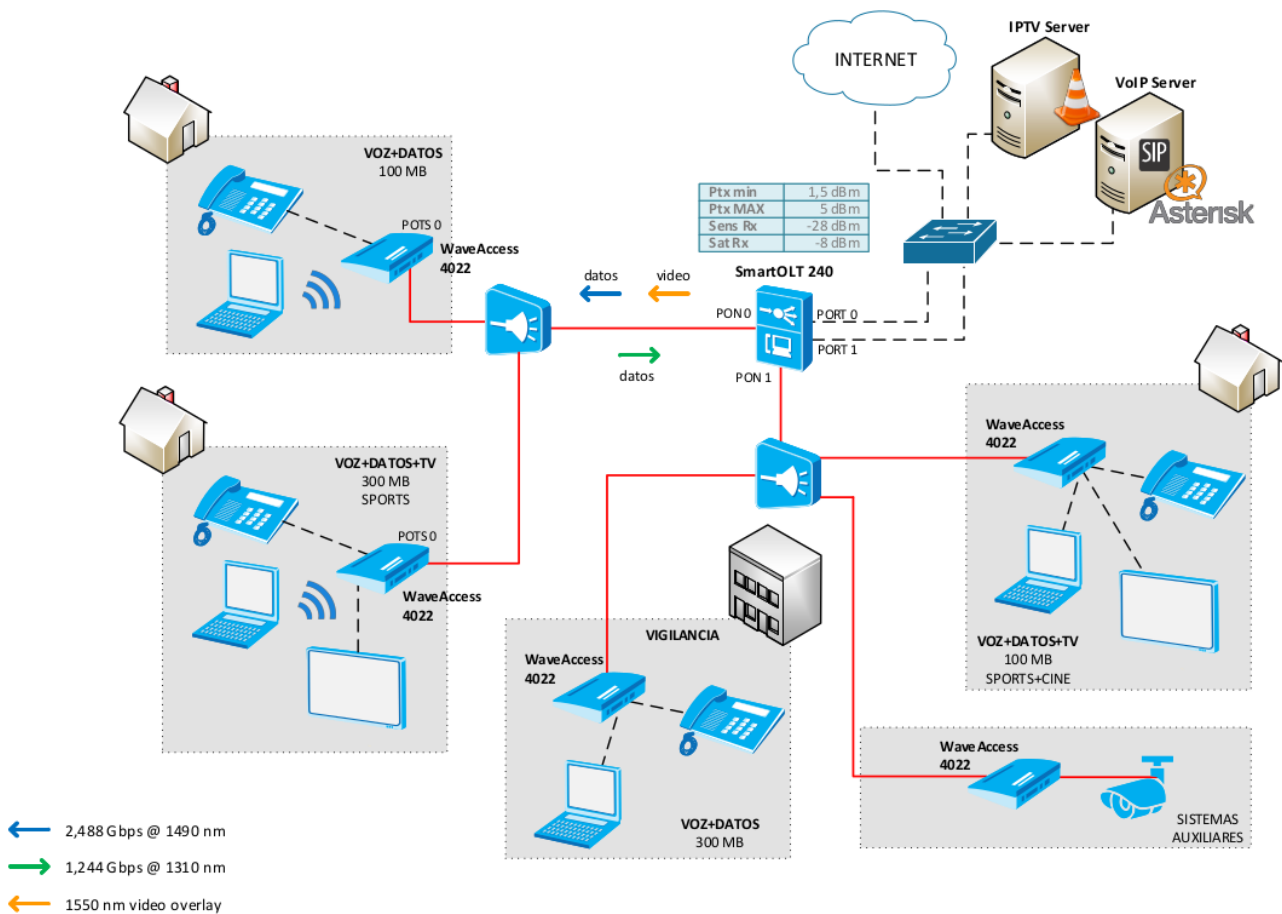 IPTV Server
INTERNET
VoIP Server
SIP
Asterisk
VOZ+DATOS
100 MB
POTS 0
WaveAccess
4022
Ptx min 1,5 dBm
Ptx MAX 5 dBm
Sens Rx -28 dBm
Sat Rx -8 dBm
SmartOLT 240
datos
video
PON 0
PORT 0
PORT 1
datos
PON 1
VOZ+DATOS+TV
300 MB
SPORTS
POTS 0
WaveAccess
4022
WaveAccess
4022
VOZ+DATOS+TV
100 MB
SPORTS+CINE
VIGILANCIA
WaveAccess
4022
VOZ+DATOS
300 MB
WaveAccess
4022
SISTEMAS
AUXILIARES
2,488 Gbps @ 1490 nm
1,244 Gbps @ 1310 nm
1550 nm video overlay